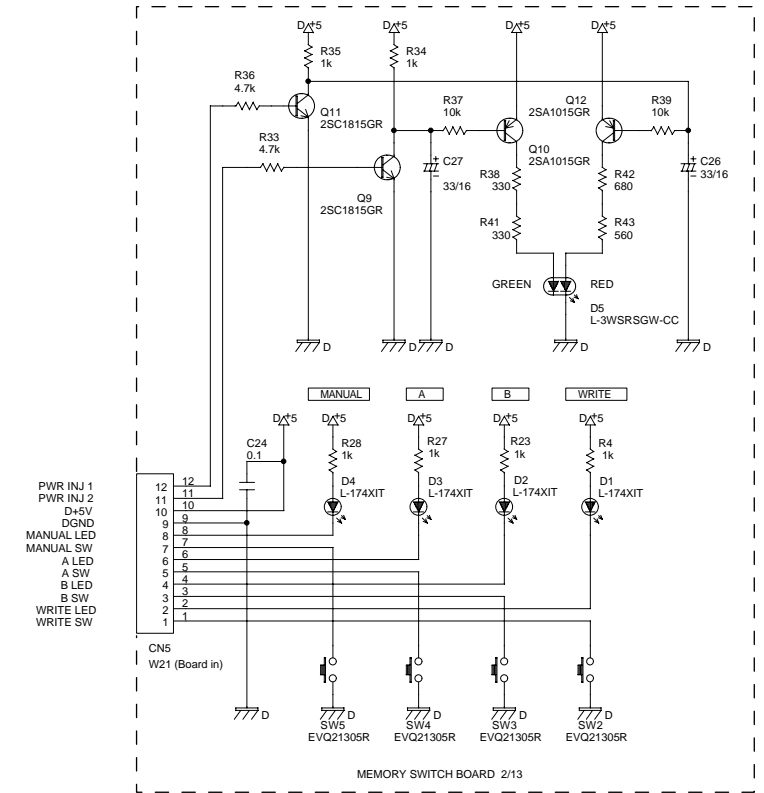 D +5 D +5 D +5 D +5
R35
1k
R34
1k
R36
4.7k
Q11
2SC1815GR
R37
10k
Q12
2SA1015GR
R39
10k
R33
4.7k
Q10
2SA1015GR
+
C27
-
33/16
R38
330
R42
680
+
C26
-
33/16
Q9
2SC1815GR
R41
330
R43
560
GREEN RED
D5
L-3WSRSGW-CC
D D D D D
MANUAL A B WRITE
D +5 D +5 D +5 D +5 D +5
C24
0.1
R28
1k
R27
1k
R23
1k
R4
1k
D4
L-174XIT
D3
L-174XIT
D2
L-174XIT
D1
L-174XIT
PWR INJ 1 12 12
PWR INJ 2 11 11
D+5V 10 10
DGND 9 9
MANUAL LED 8 8
MANUAL SW 7 7
A LED 6 6
A SW 5 5
B LED 4 4
B SW 3 3
WRITE LED 2 2
WRITE SW 1 1
CN5
W21 (Board in)
D D D D D
SW5
EVQ21305R
SW4
EVQ21305R
SW3
EVQ21305R
SW2
EVQ21305R
MEMORY SWITCH BOARD 2/13